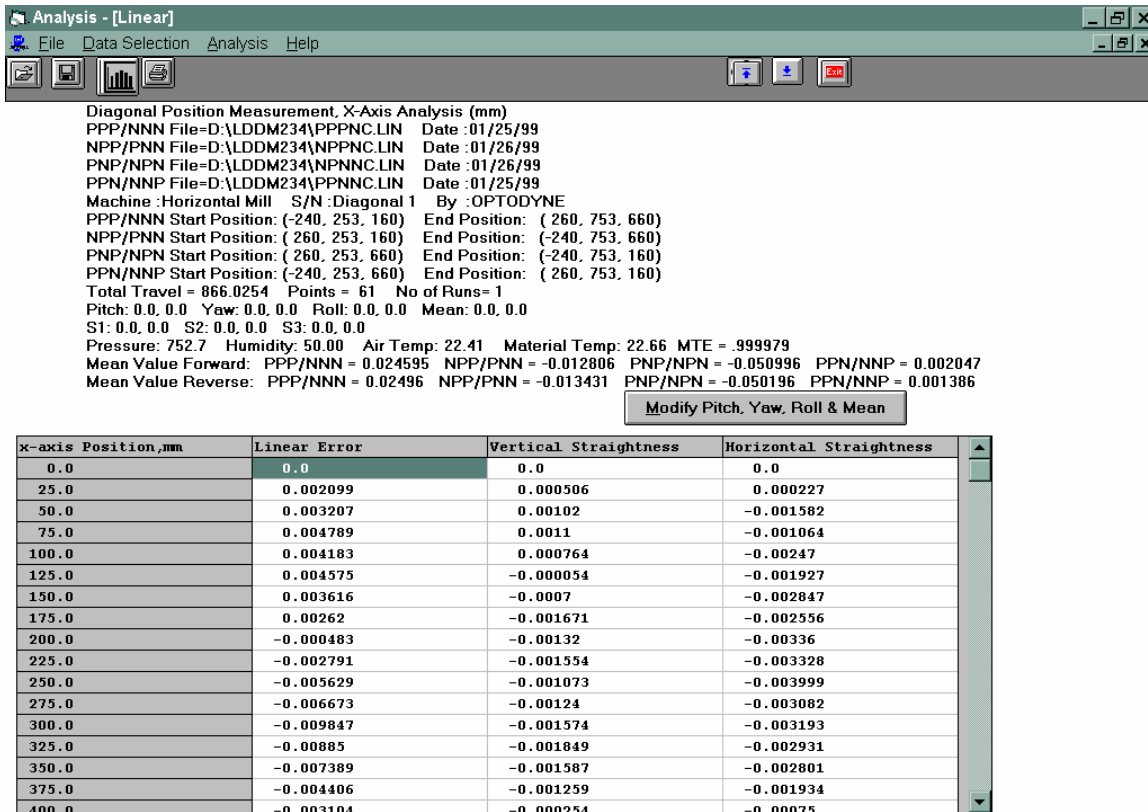 Analysis - [Linear]
File Data Selection Analysis Help
Exit
Diagonal Position Measurement, X-Axis Analysis (mm)
PPP/NNN File=D:\LDDM234\PPPNC.LIN Date :01/25/99
NPP/PNN File=D:\LDDM234\NPPNC.LIN Date :01/26/99
PNP/NPN File=D:\LDDM234\NPNNC.LIN Date :01/26/99
PPN/NNP File=D:\LDDM234\PPNNC.LIN Date :01/25/99
Machine :Horizontal Mill S/N :Diagonal 1 By :OPTODYNE
PPP/NNN Start Position: (-240, 253, 160) End Position: ( 260, 753, 660)
NPP/PNN Start Position: ( 260, 253, 160) End Position: (-240, 753, 660)
PNP/NPN Start Position: ( 260, 253, 660) End Position: (-240, 753, 160)
PPN/NNP Start Position: (-240, 253, 660) End Position: ( 260, 753, 160)
Total Travel = 866.0254 Points = 61 No of Runs= 1
Pitch: 0.0, 0.0 Yaw: 0.0, 0.0 Roll: 0.0, 0.0 Mean: 0.0, 0.0
S1: 0.0, 0.0 S2: 0.0, 0.0 S3: 0.0, 0.0
Pressure: 752.7 Humidity: 50.00 Air Temp: 22.41 Material Temp: 22.66 MTE = .999979
Mean Value Forward: PPP/NNN = 0.024595 NPP/PNN = -0.012806 PNP/NPN = -0.050996 PPN/NNP = 0.002047
Mean Value Reverse: PPP/NNN = 0.02496 NPP/PNN = -0.013431 PNP/NPN = -0.050196 PPN/NNP = 0.001386
Modify Pitch, Yaw, Roll & Mean
x-axis Position,mm Linear Error Vertical Straightness Horizontal Straightness
0.0 0.0 0.0 0.0
25.0 0.002099 0.000506 0.000227
50.0 0.003207 0.00102 -0.001582
75.0 0.004789 0.0011 -0.001064
100.0 0.004183 0.000764 -0.00247
125.0 0.004575 -0.000054 -0.001927
150.0 0.003616 -0.0007 -0.002847
175.0 0.00262 -0.001671 -0.002556
200.0 -0.000483 -0.00132 -0.00336
225.0 -0.002791 -0.001554 -0.003328
250.0 -0.005629 -0.001073 -0.003999
275.0 -0.006673 -0.00124 -0.003082
300.0 -0.009847 -0.001574 -0.003193
325.0 -0.00885 -0.001849 -0.002931
350.0 -0.007389 -0.001587 -0.002801
375.0 -0.004406 -0.001259 -0.001934
400.0 -0.003104 -0.000254 -0.00075